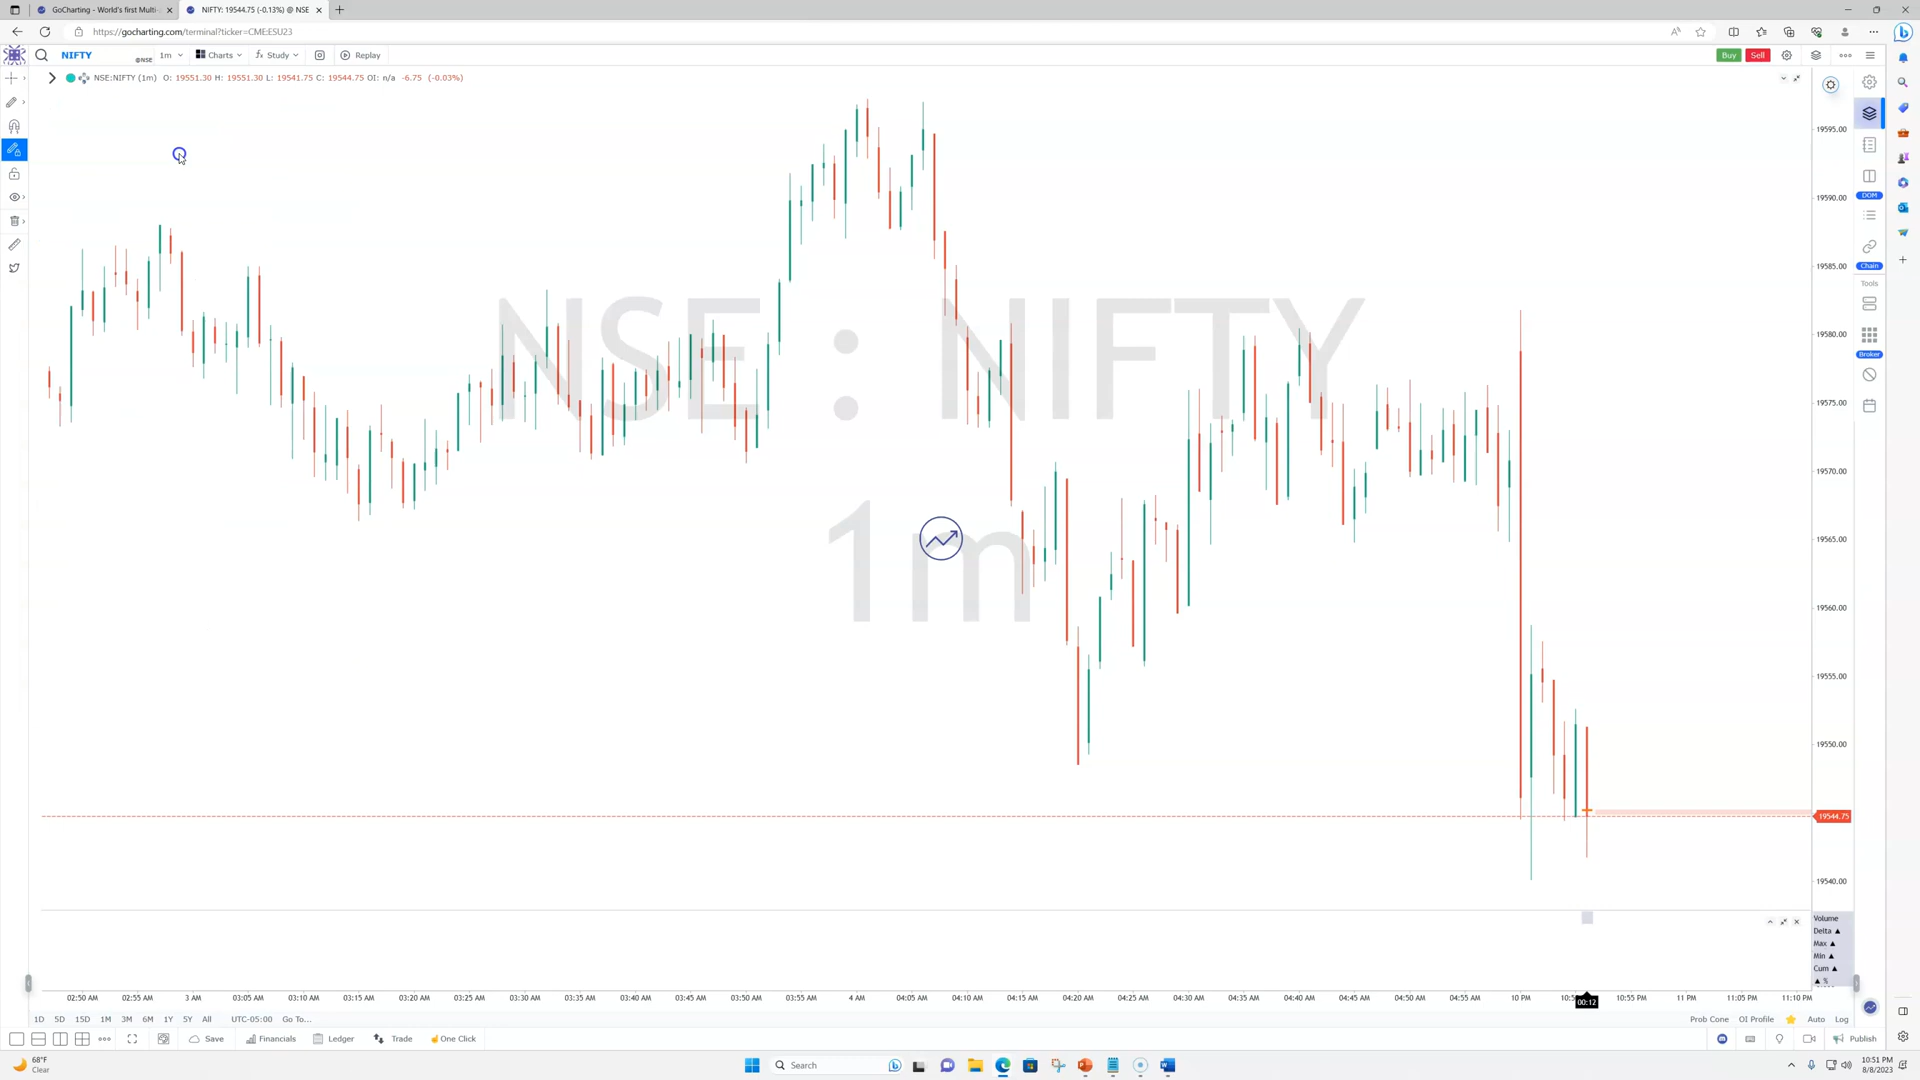 GoCharting - World's first Multi-
NIFTY: 19544.75 (-0.13%) @ NSE
https://gocharting.com/terminal?ticker=CME:ESU23
NIFTY @NSE 1m Charts Study Replay Buy Sell
NSE:NIFTY (1m) O: 19551.30 H: 19551.30 L: 19541.75 C: 19544.75 OI: n/a -6.75 (-0.03%)
NSE : NIFTY
1m
19595.00
19590.00
19585.00
19580.00
19575.00
19570.00
19565.00
19560.00
19555.00
19550.00
19544.75
19540.00
DOM
Chain
Tools
Broker
Volume
Delta ▲
Max ▲
Min ▲
Cum ▲
▲ %
02:50 AM 02:55 AM 3 AM 03:05 AM 03:10 AM 03:15 AM 03:20 AM 03:25 AM 03:30 AM 03:35 AM 03:40 AM 03:45 AM 03:50 AM 03:55 AM 4 AM 04:05 AM 04:10 AM 04:15 AM 04:20 AM 04:25 AM 04:30 AM 04:35 AM 04:40 AM 04:45 AM 04:50 AM 04:55 AM 10 PM 10:55 PM 11 PM 11:05 PM 11:10 PM
00:12
1D 5D 15D 1M 3M 6M 1Y 5Y All UTC-05:00 Go To... Prob Cone OI Profile Auto Log
Save Financials Ledger Trade One Click Publish
68°F
Clear
Search
10:51 PM
8/8/2023